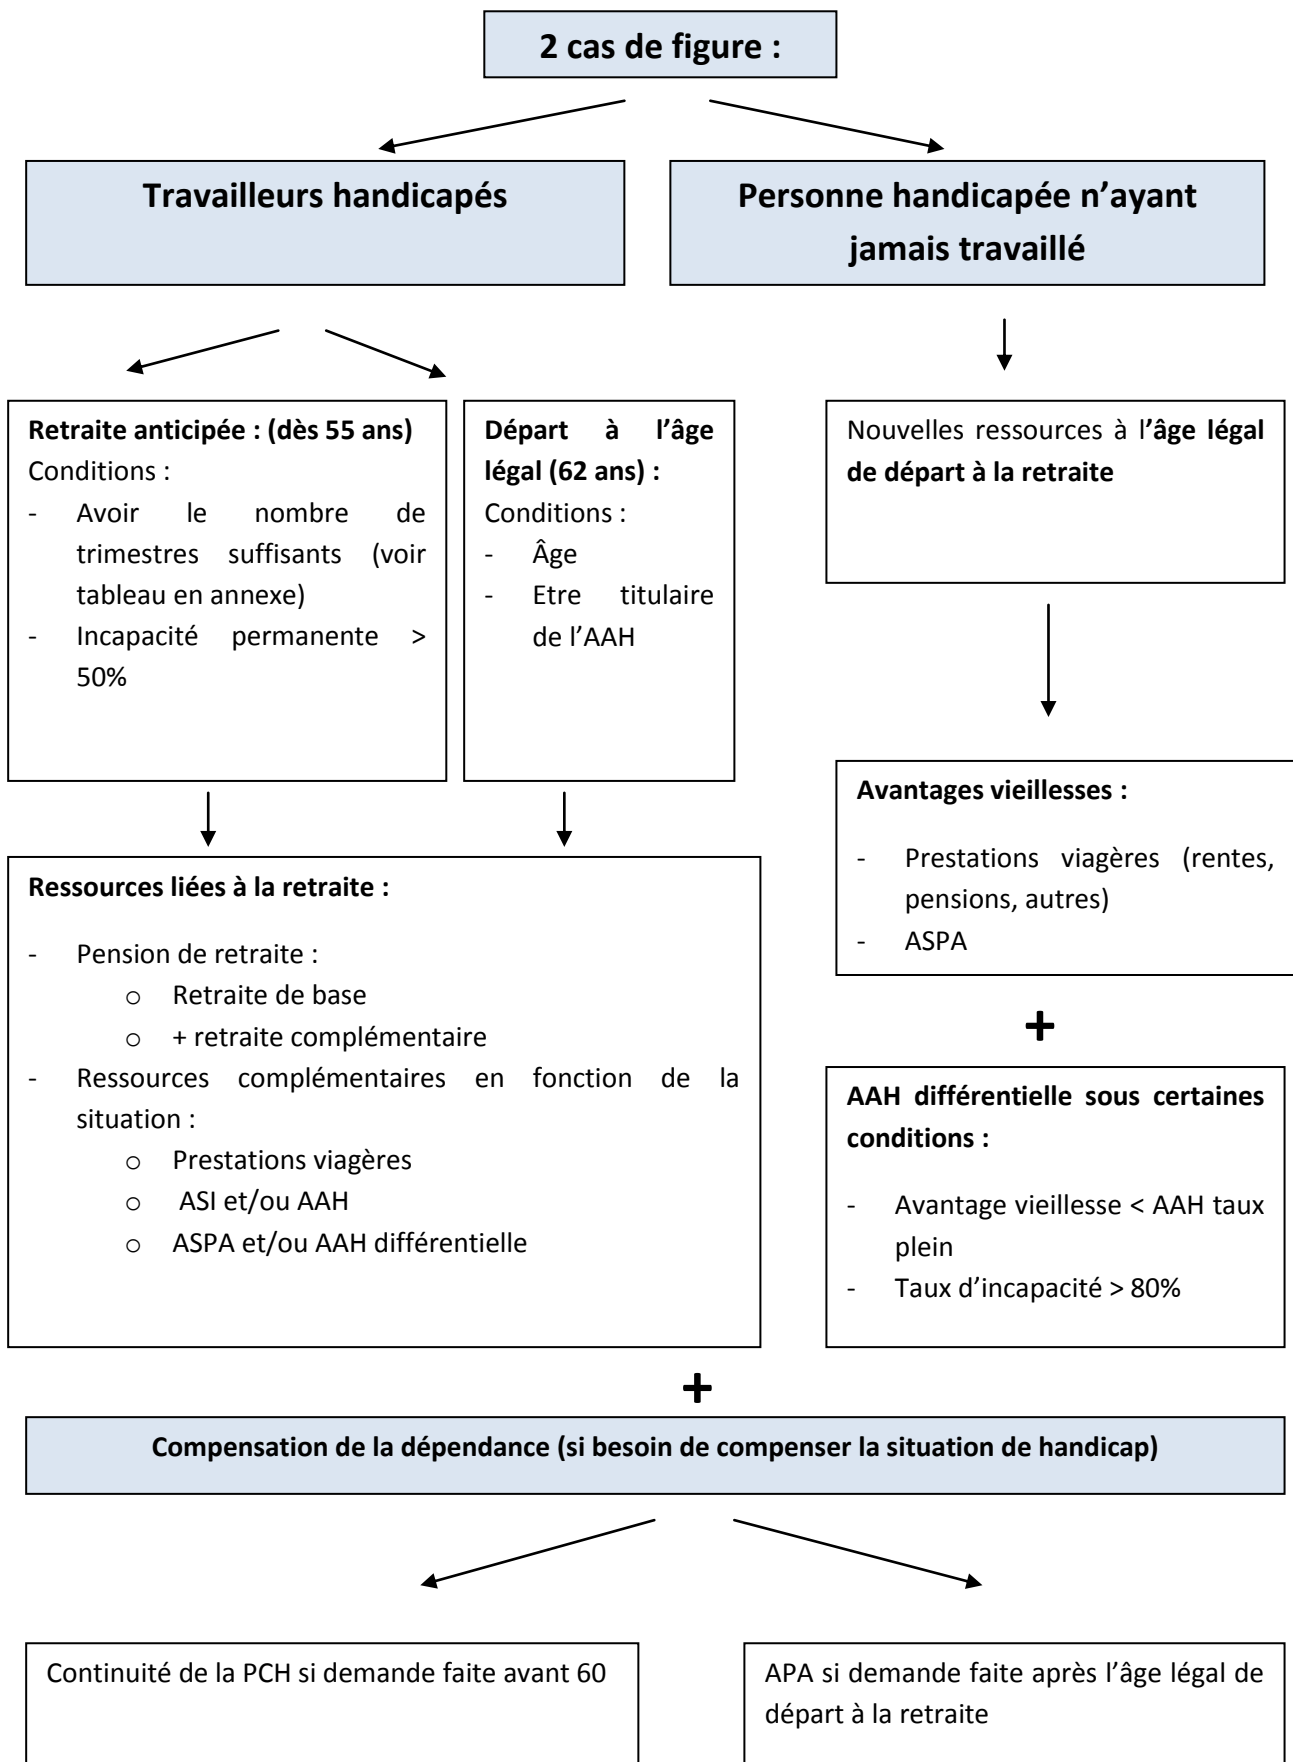 2 cas de figure :
Travailleurs handicapés
Personne handicapée n’ayant
jamais travaillé
Retraite anticipée : (dès 55 ans)
Conditions :
- Avoir le nombre de
trimestres suffisants (voir
tableau en annexe)
- Incapacité permanente >
50%
Départ à l’âge
légal (62 ans) :
Conditions :
- Âge
- Etre titulaire
de l’AAH
Nouvelles ressources à l’âge légal
de départ à la retraite
Avantages vieillesses :
- Prestations viagères (rentes,
pensions, autres)
- ASPA
Ressources liées à la retraite :
- Pension de retraite :
o Retraite de base
o + retraite complémentaire
- Ressources complémentaires en fonction de la
situation :
o Prestations viagères
o ASI et/ou AAH
o ASPA et/ou AAH différentielle
+
AAH différentielle sous certaines
conditions :
- Avantage vieillesse < AAH taux
plein
- Taux d’incapacité > 80%
+
Compensation de la dépendance (si besoin de compenser la situation de handicap)
Continuité de la PCH si demande faite avant 60
APA si demande faite après l’âge légal de
départ à la retraite